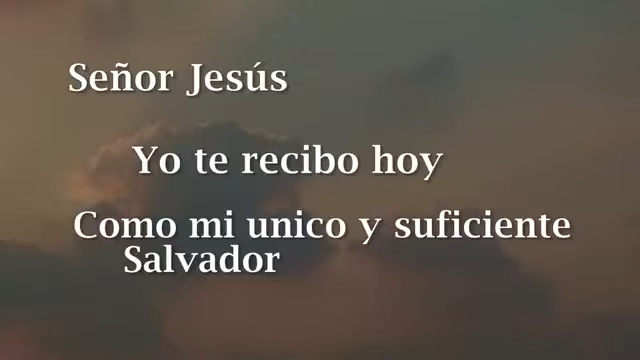 Señor Jesús
Yo te recibo hoy
Como mi unico y suficiente
Salvador